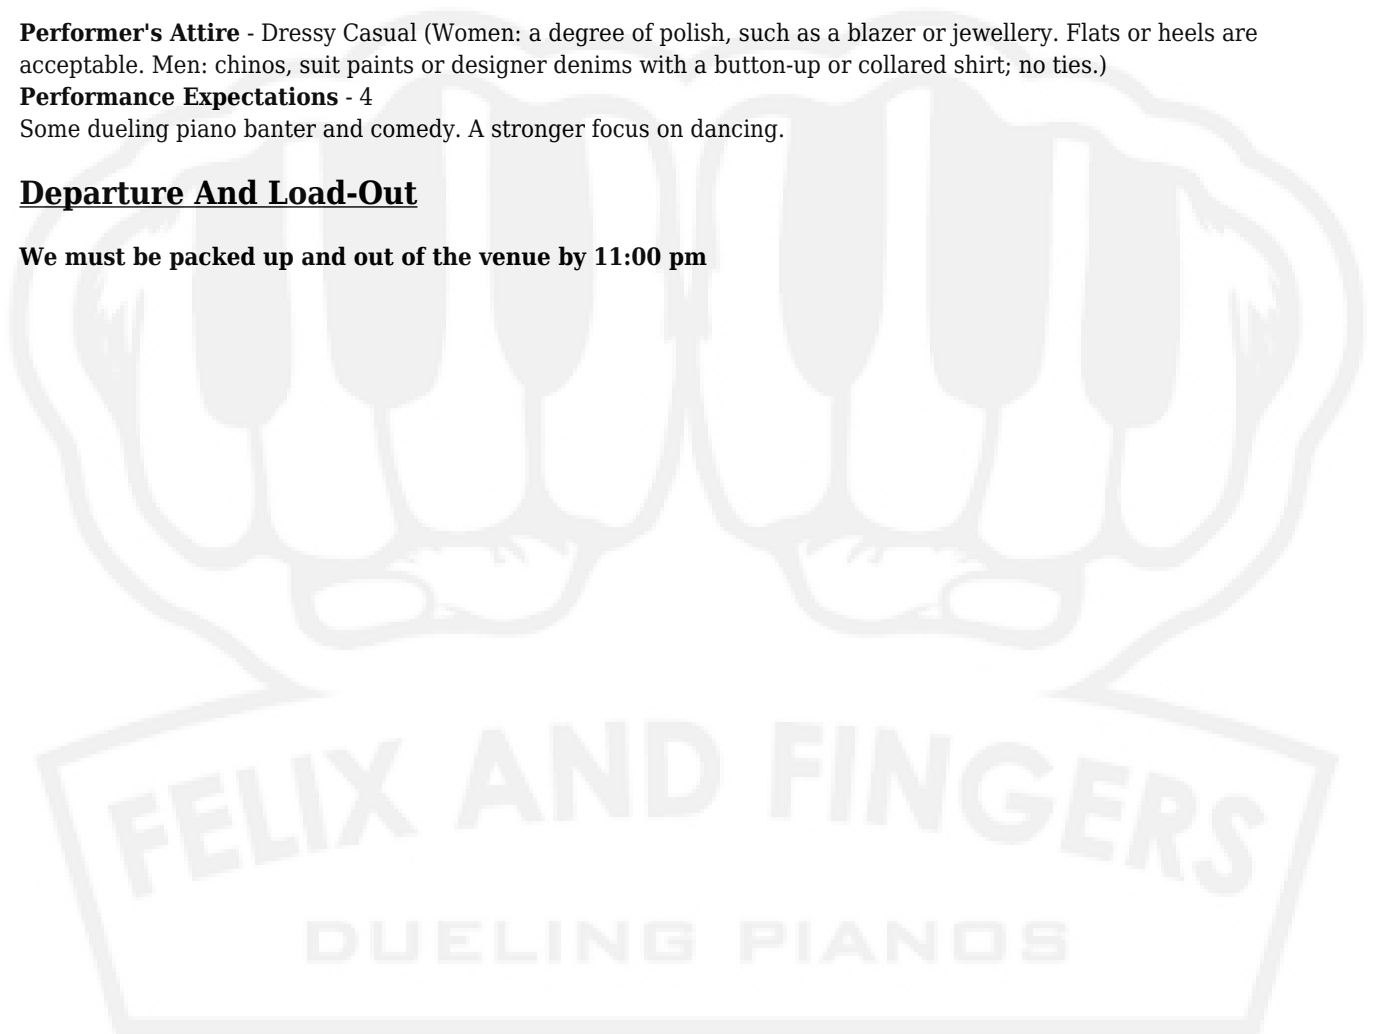 Performer's Attire - Dressy Casual (Women: a degree of polish, such as a blazer or jewellery. Flats or heels are
acceptable. Men: chinos, suit paints or designer denims with a button-up or collared shirt; no ties.)
Performance Expectations - 4
Some dueling piano banter and comedy. A stronger focus on dancing.
Departure And Load-Out
We must be packed up and out of the venue by 11:00 pm
FELIX AND FINGERS
DUELING PIANOS